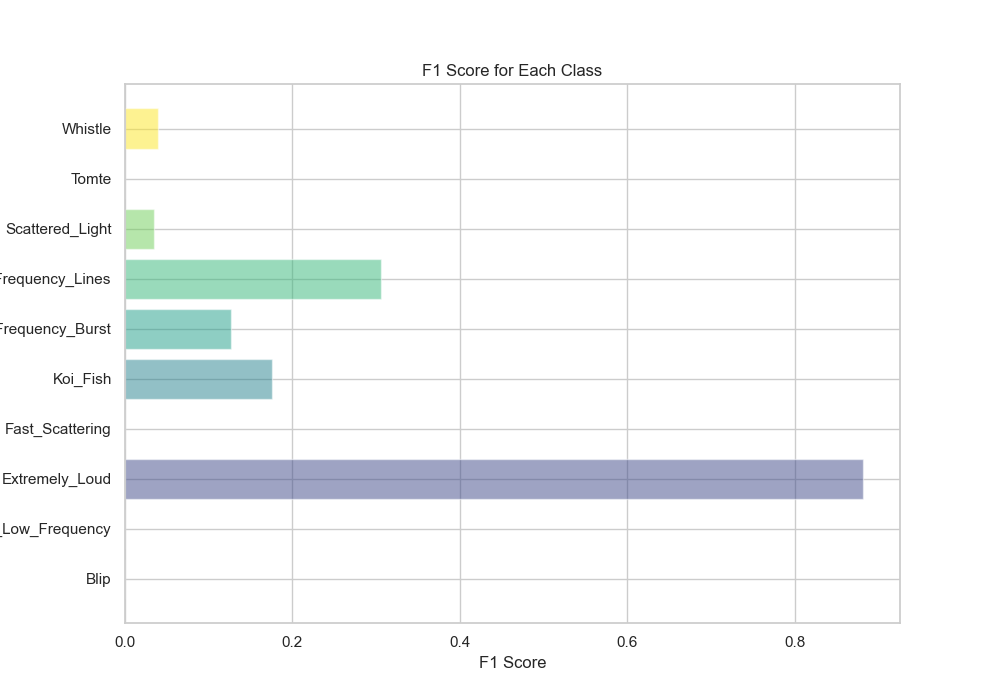 F1 Score for Each Class
Whistle
Tomte
Scattered_Light
Frequency_Lines
Frequency_Burst
Koi_Fish
Fast_Scattering
Extremely_Loud
_Low_Frequency
Blip
0.0 0.2 0.4 0.6 0.8
F1 Score